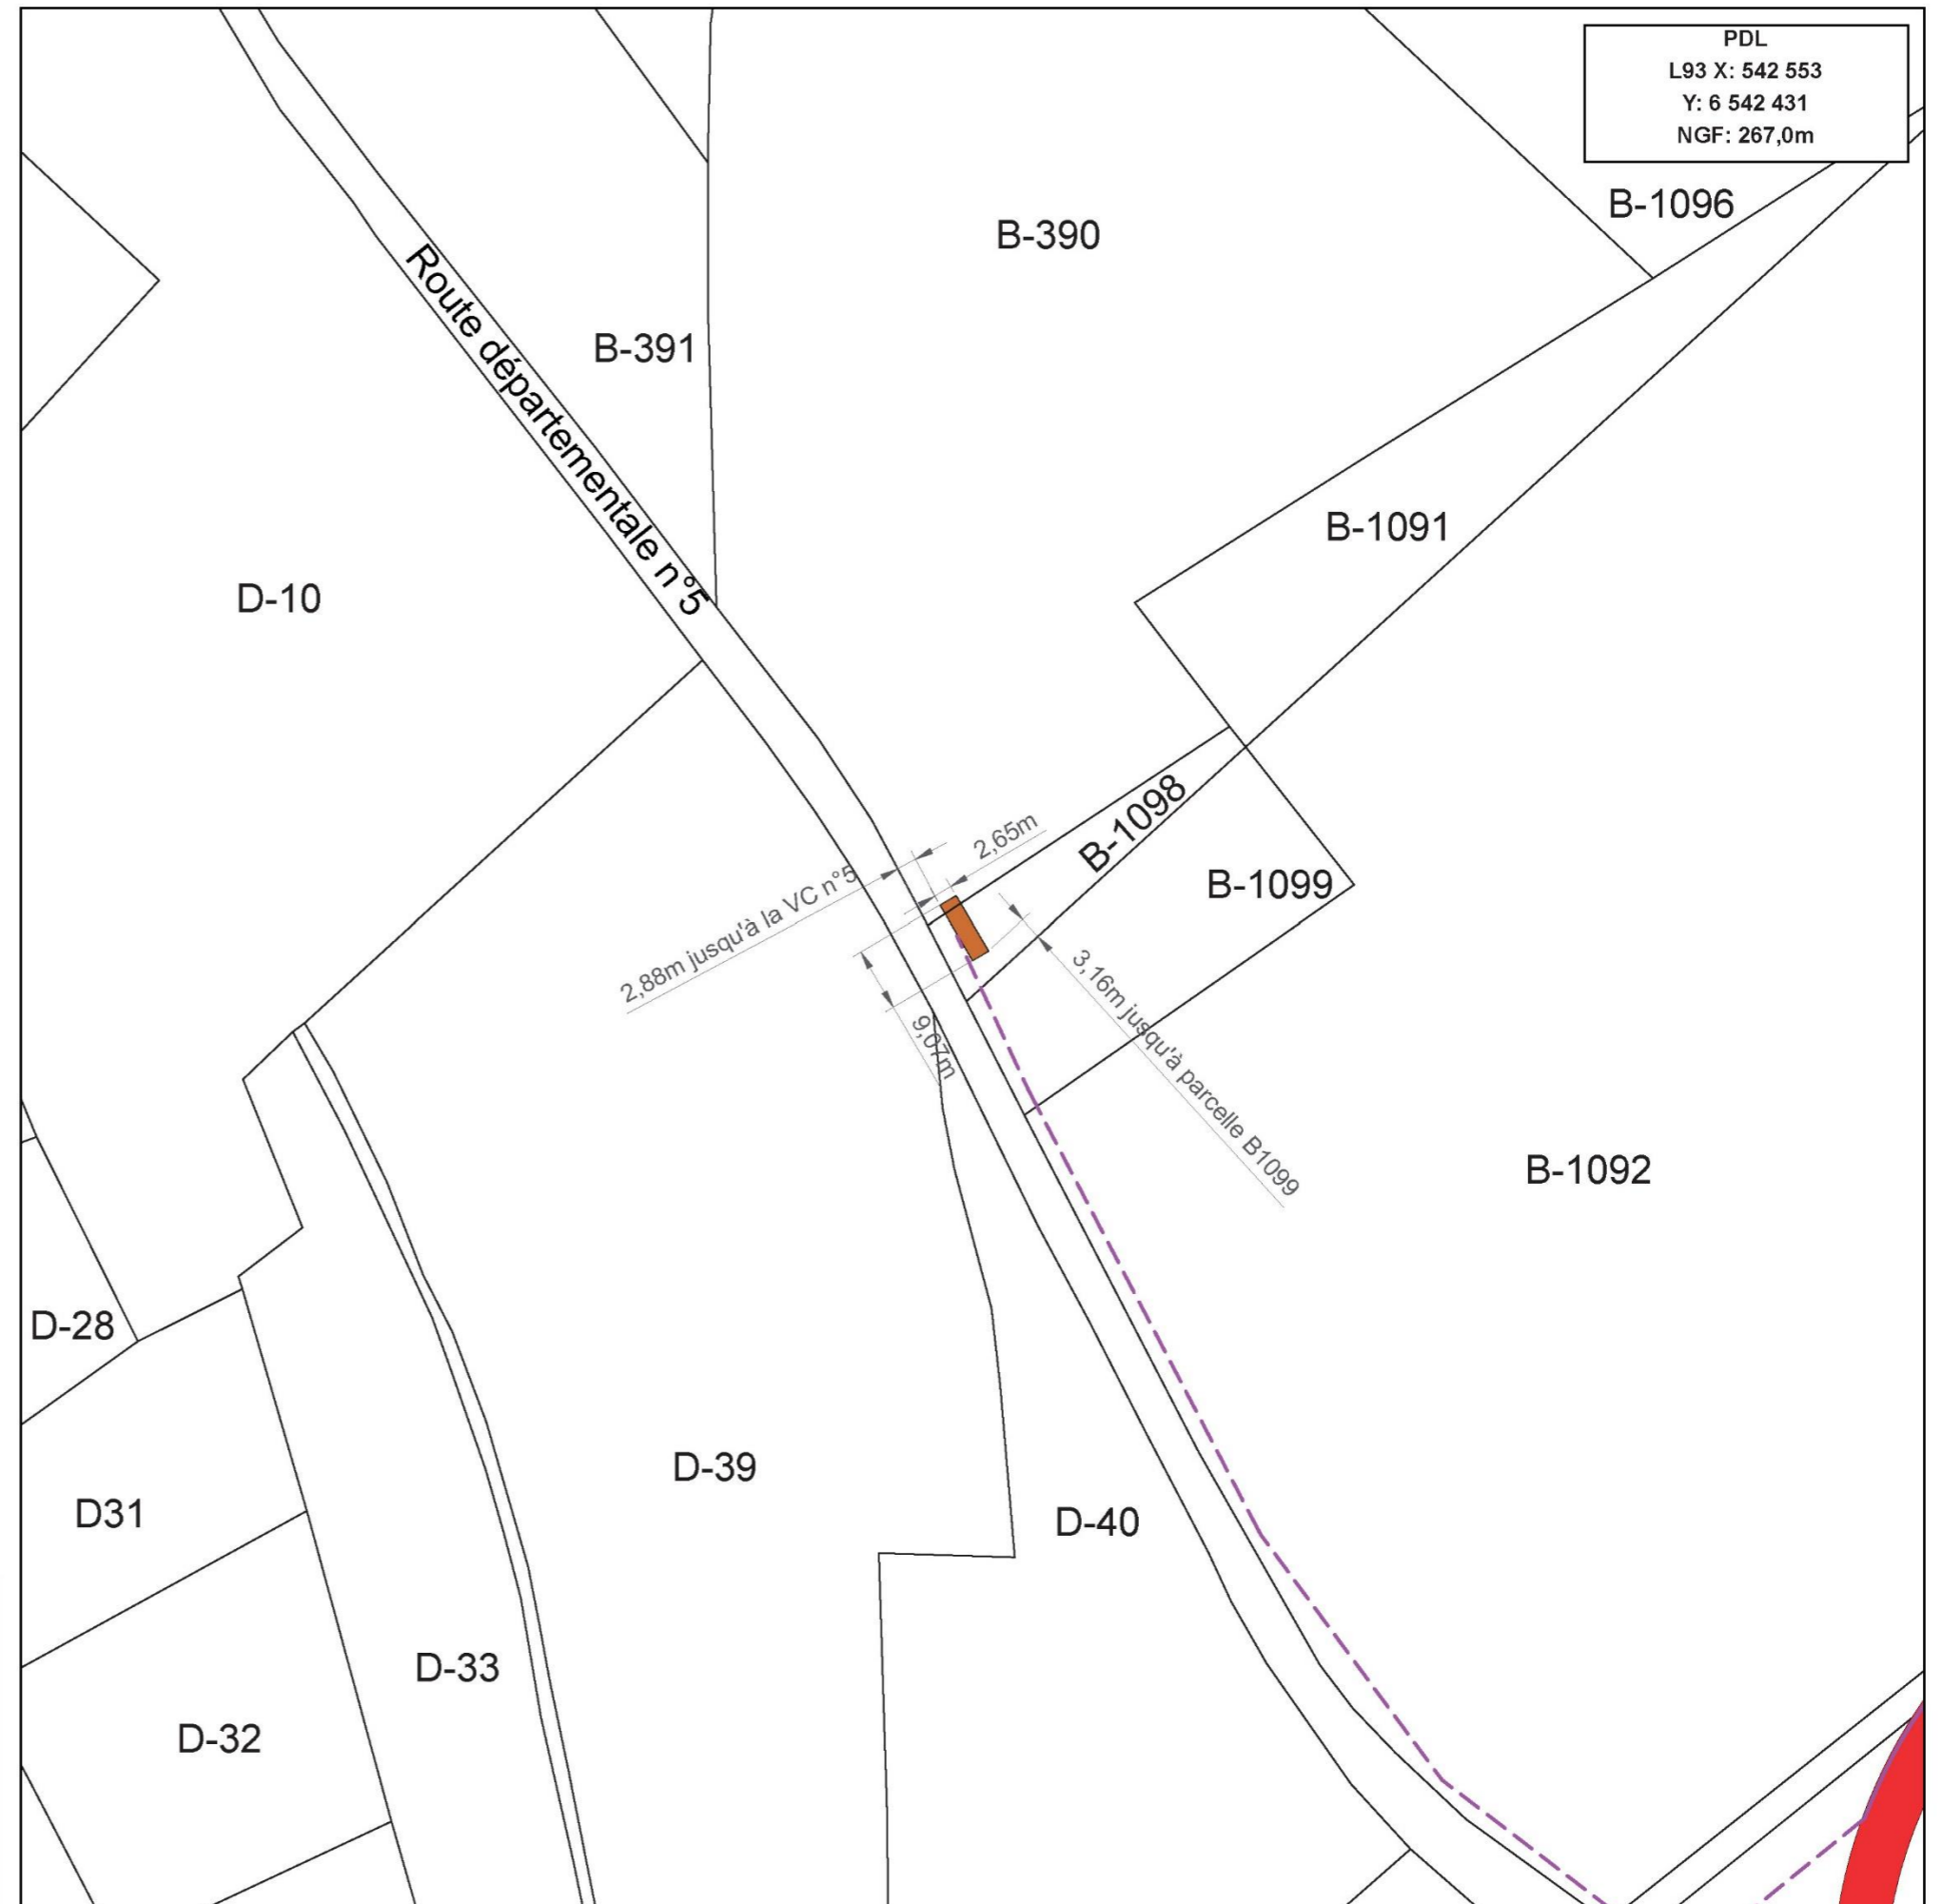 PDL
L93 X: 542 553
Y: 6 542 431
NGF: 267,0m
B-1096
B-390
Route départementale n°5
B-391
B-1091
D-10
B-1098
2,65m
2,88m jusqu'à la VC n°5
B-1099
3,16m jusqu'à parcelle B1099
9,07m
B-1092
D-28
D-39
D31
D-40
D-33
D-32